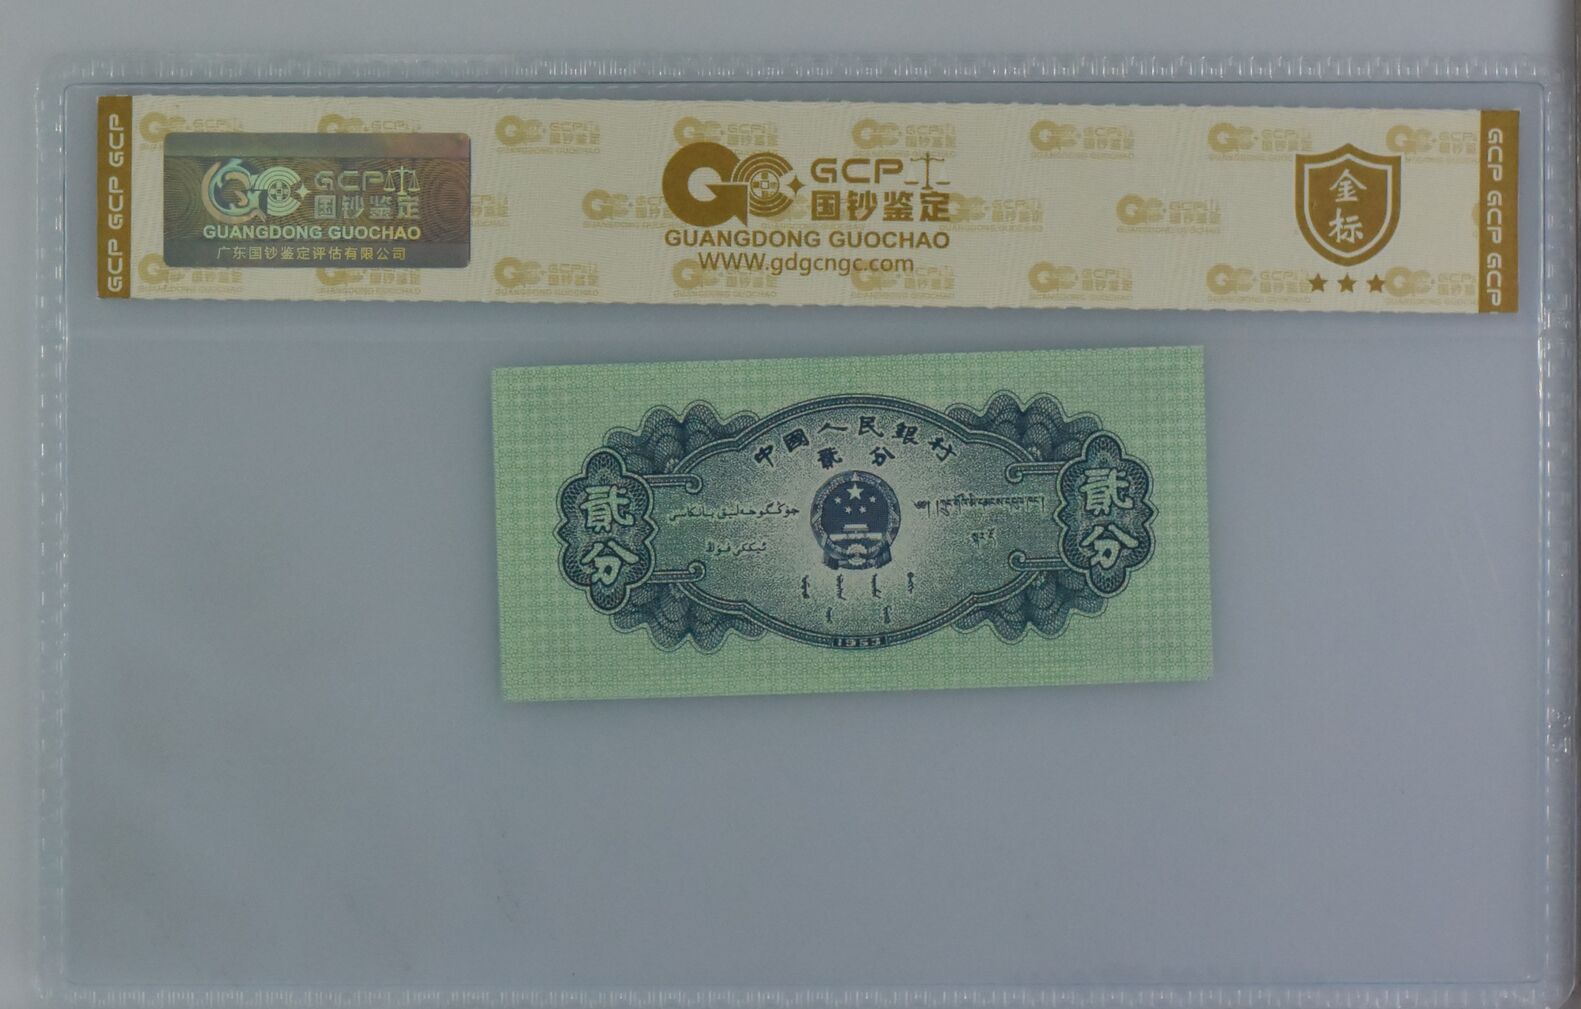 GCP GCP GCP
GCP
国钞鉴定
GUANGDONG GUOCHAO
广东国钞鉴定评估有限公司
GCP
国钞鉴定
GUANGDONG GUOCHAO
WWW.gdgcngc.com
金
标
GCP GCP GCP
中國人民銀行
貳分
貳
分
貳
分
1953